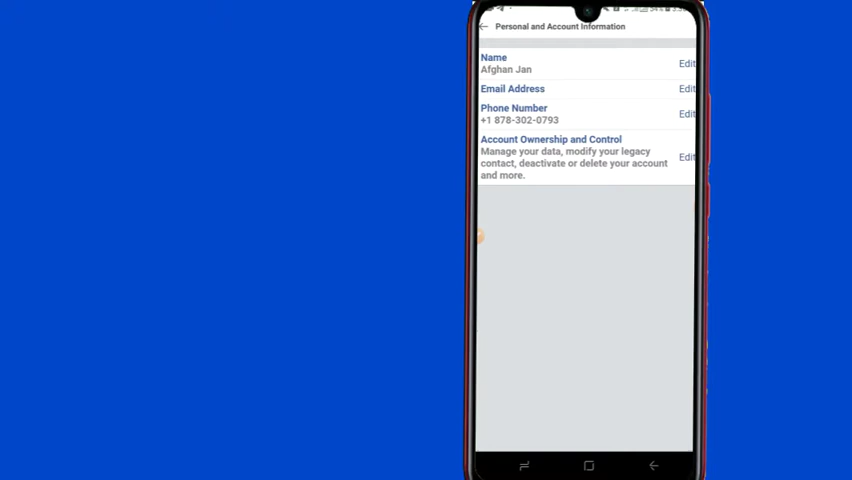 Personal and Account Information
Name
Afghan Jan
Edit
Email Address
Edit
Phone Number
+1 878-302-0793
Edit
Account Ownership and Control
Manage your data, modify your legacy
contact, deactivate or delete your account
and more.
Edit